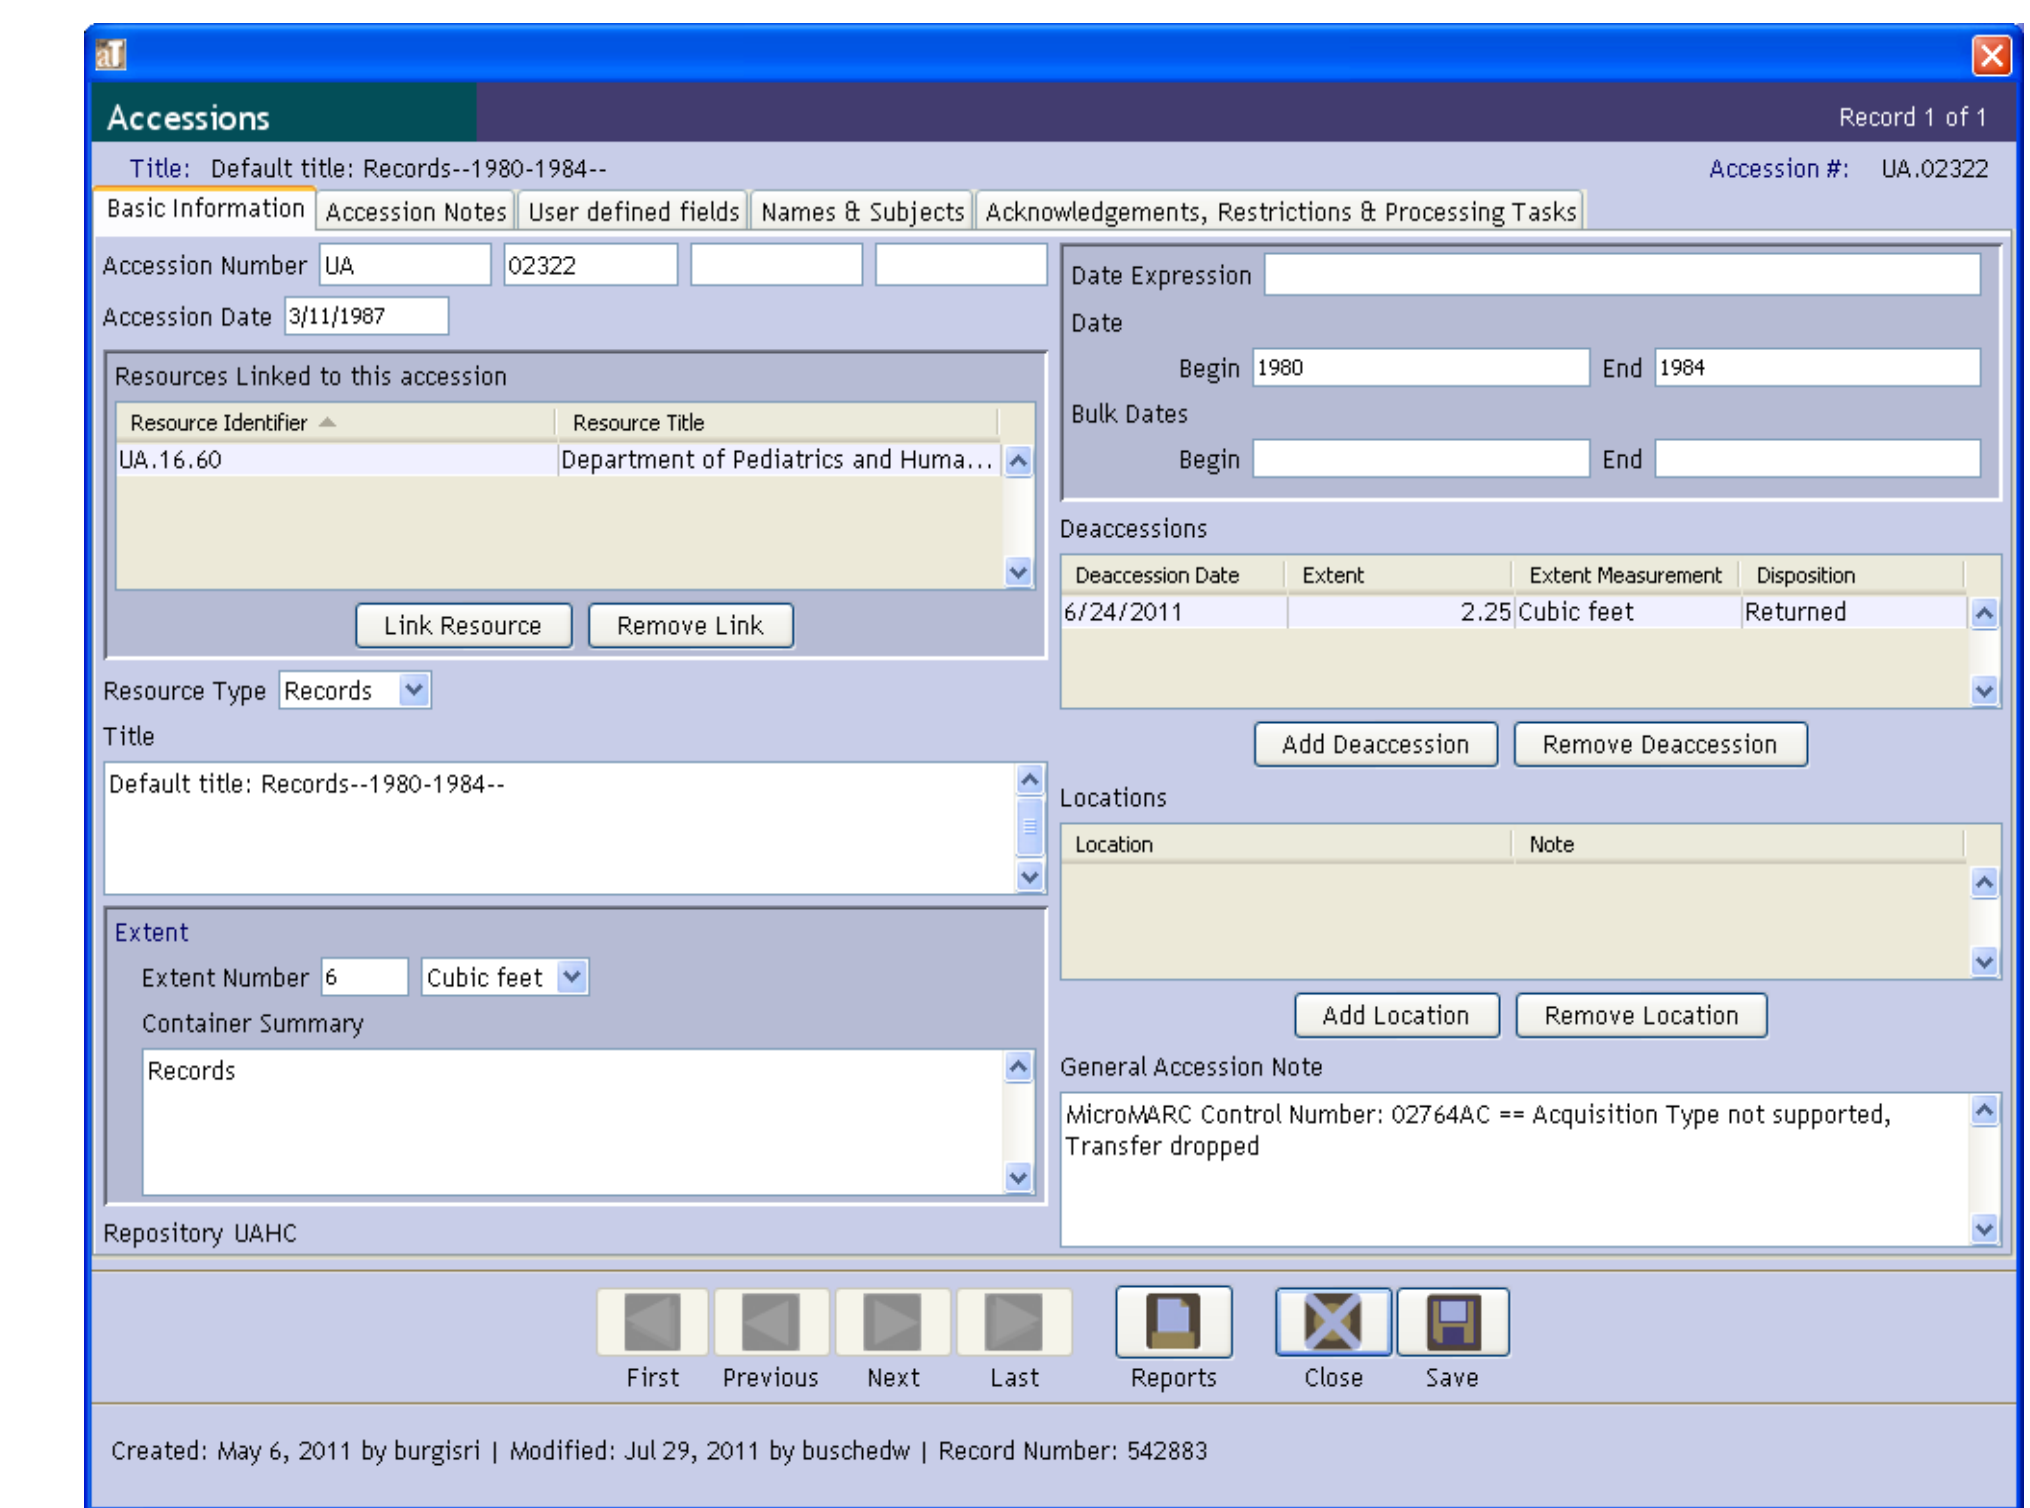 aT
Accessions
Record 1 of 1
Title: Default title: Records--1980-1984--
Accession #: UA.02322
Basic Information
Accession Notes
User defined fields
Names & Subjects
Acknowledgements, Restrictions & Processing Tasks
Accession Number UA 02322
Accession Date 3/11/1987
Resources Linked to this accession
Resource Identifier Resource Title
UA.16.60 Department of Pediatrics and Huma...
Link Resource Remove Link
Resource Type Records
Title
Default title: Records--1980-1984--
Extent
Extent Number 6 Cubic feet
Container Summary
Records
Repository UAHC
Date Expression
Date
Begin 1980 End 1984
Bulk Dates
Begin End
Deaccessions
Deaccession Date Extent Extent Measurement Disposition
6/24/2011 2.25 Cubic feet Returned
Add Deaccession Remove Deaccession
Locations
Location Note
Add Location Remove Location
General Accession Note
MicroMARC Control Number: 02764AC == Acquisition Type not supported,
Transfer dropped
First Previous Next Last Reports Close Save
Created: May 6, 2011 by burgisri | Modified: Jul 29, 2011 by buschedw | Record Number: 542883